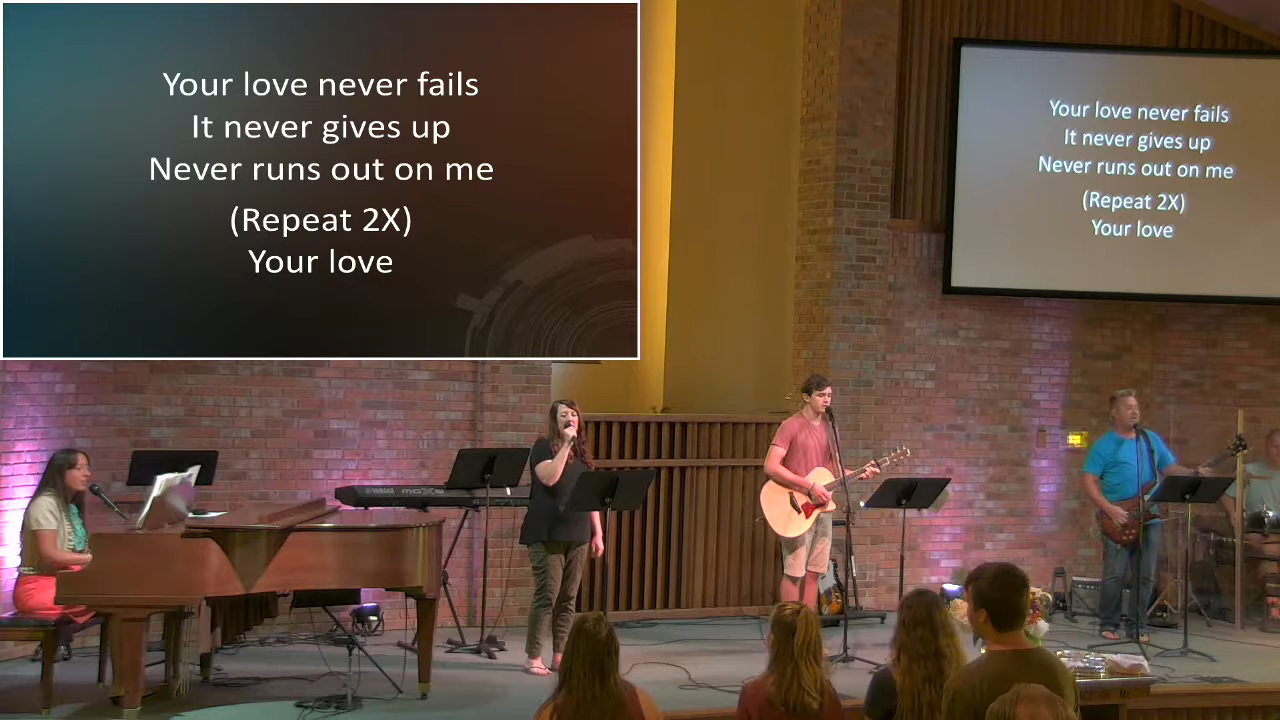 Your love never fails
It never gives up
Never runs out on me
(Repeat 2X)
Your love
Your love never fails
It never gives up
Never runs out on me
(Repeat 2X)
Your love
YAMAHA